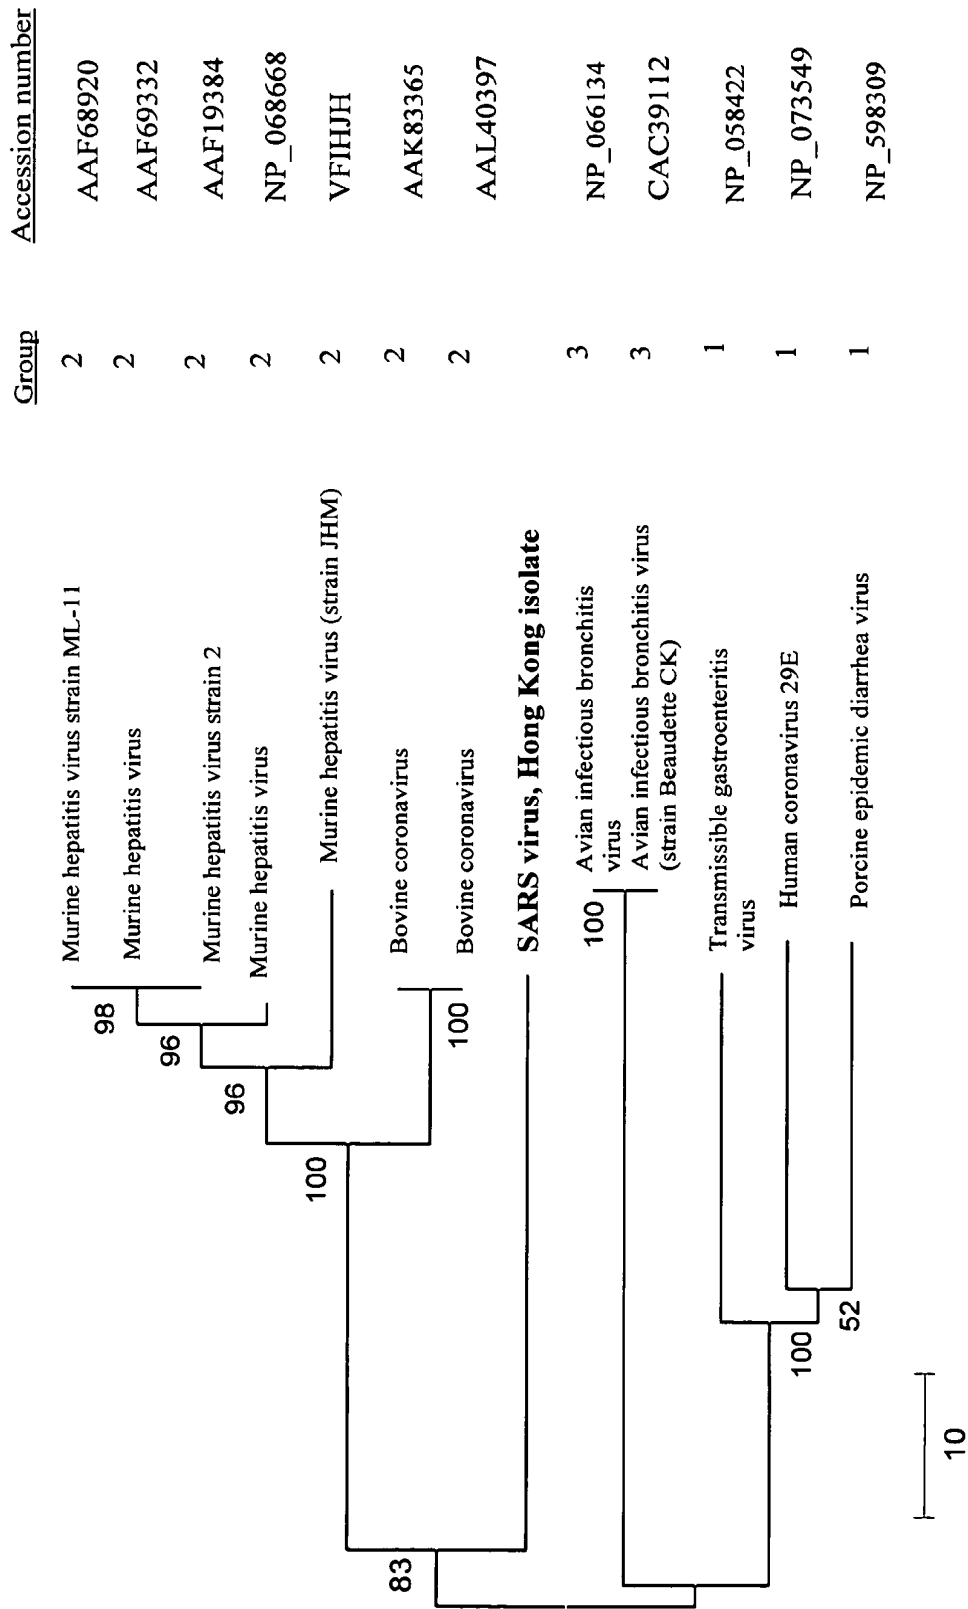 Group
Accession number
Murine hepatitis virus strain ML-11
2
AAF68920
Murine hepatitis virus
2
AAF69332
Murine hepatitis virus strain 2
2
AAF19384
Murine hepatitis virus
2
NP_068668
Murine hepatitis virus (strain JHM)
2
VFIHJH
Bovine coronavirus
2
AAK83365
Bovine coronavirus
2
AAL40397
SARS virus, Hong Kong isolate
Avian infectious bronchitis
virus
3
NP_066134
Avian infectious bronchitis virus
(strain Beaudette CK)
3
CAC39112
Transmissible gastroenteritis
virus
1
NP_058422
Human coronavirus 29E
1
NP_073549
Porcine epidemic diarrhea virus
1
NP_598309
98
96
96
100
100
83
100
100
52
10